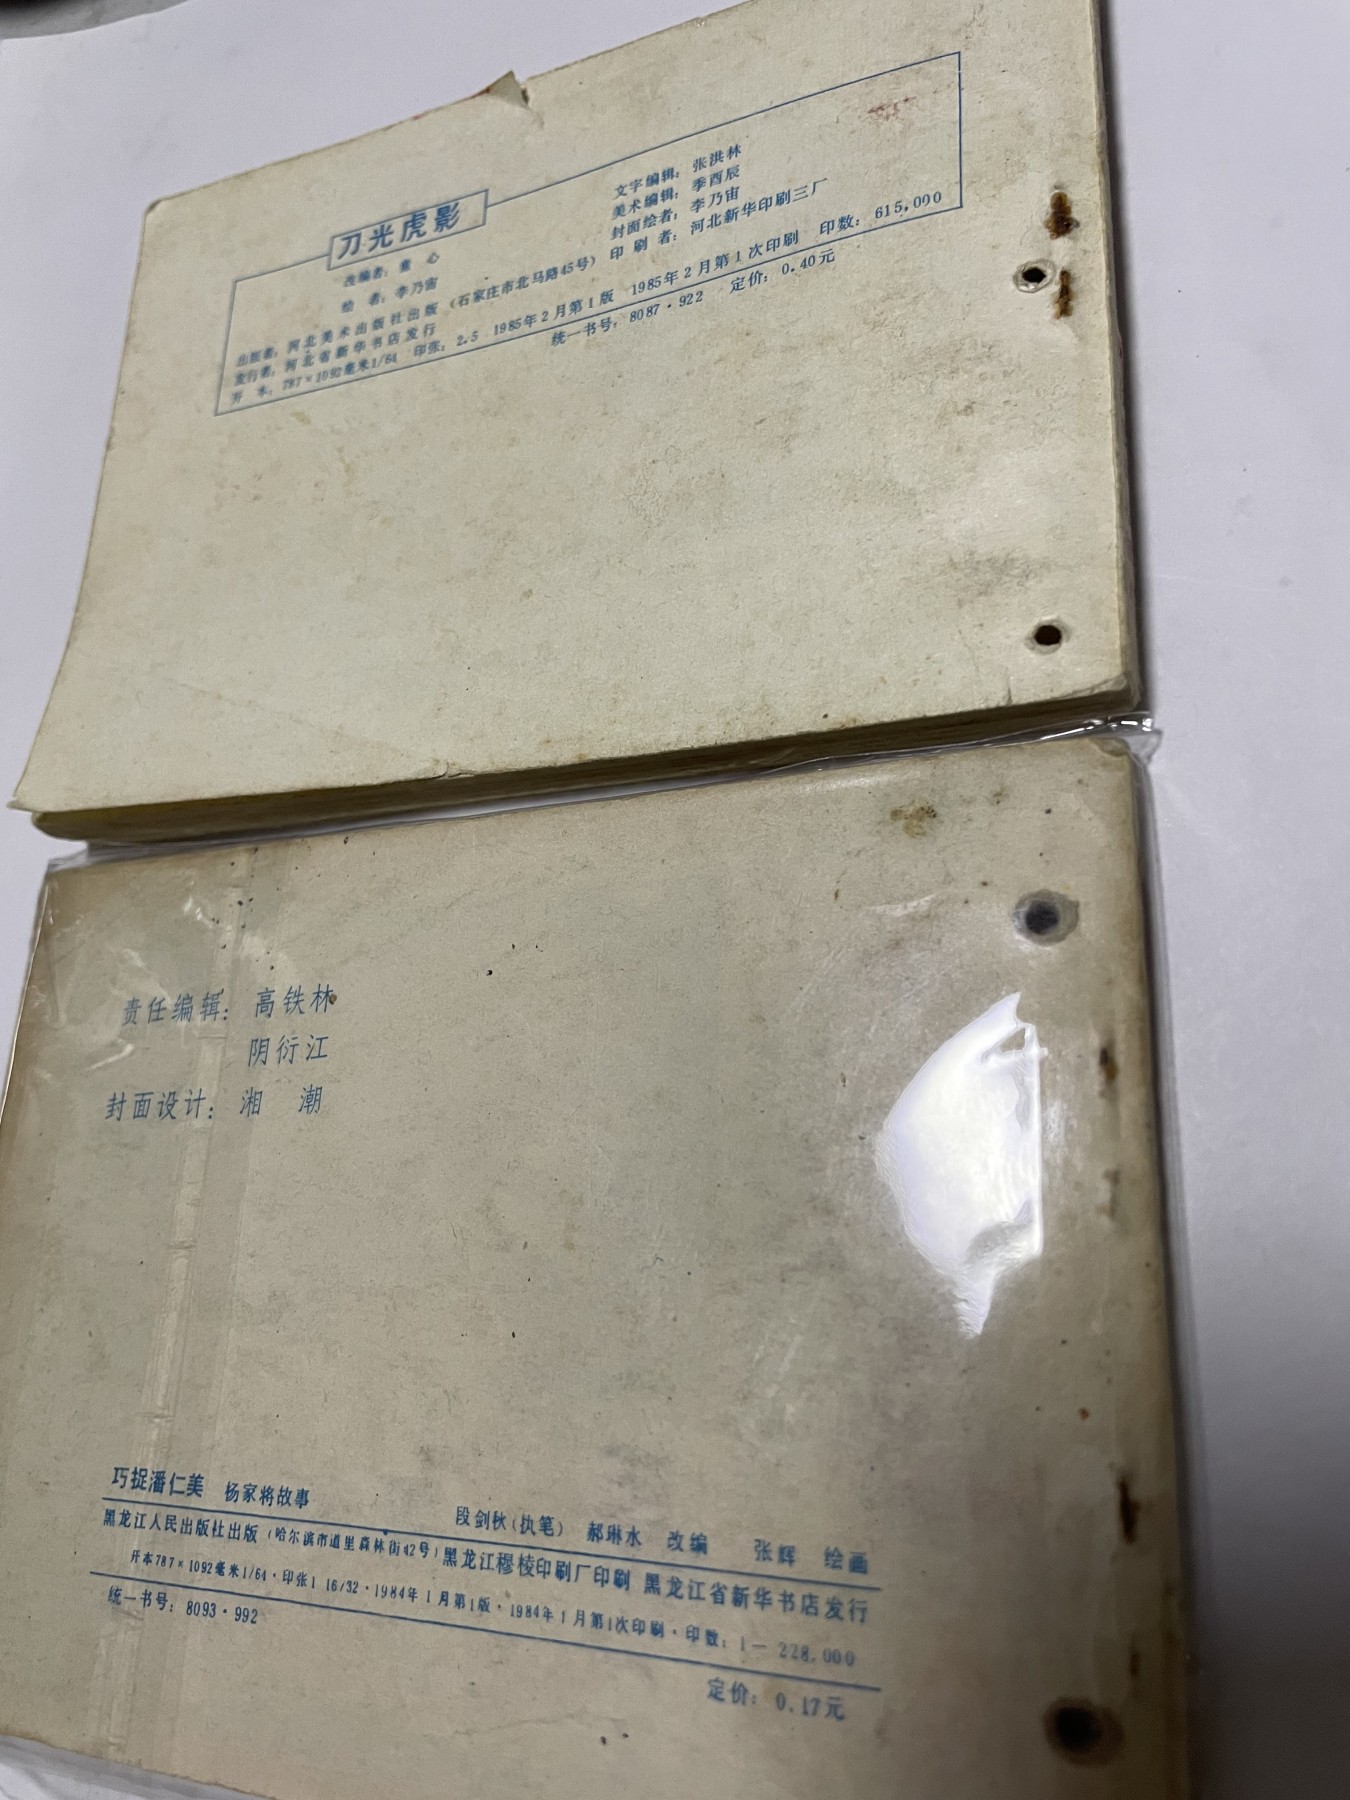 刀光虎影
改编者：童 心
绘 者：李乃宙
文字编辑：张洪林
美术编辑：季酉辰
封面绘者：李乃宙
出版者：河北美术出版社出版（石家庄市北马路45号） 印 刷 者：河北新华印刷三厂
发行者：河北省新华书店发行
开 本：787×1092毫米1/64 印张：2.5 1985年2月第1版 1985年2月第1次印刷 印数：615,000
统一书号：8087·922 定价：0.40元
责任编辑：高铁林
阴衍江
封面设计：湘 潮
巧捉潘仁美 杨家将故事
段剑秋（执笔） 郝琳水 改编 张辉 绘画
黑龙江人民出版社出版（哈尔滨市道里森林街42号）黑龙江穆棱印刷厂印刷 黑龙江省新华书店发行
开本787×1092毫米1/64·印张1 16/32·1984年1月第1版·1984年1月第1次印刷·印数：1—228,000
统一书号：8093·992
定价：0.17元